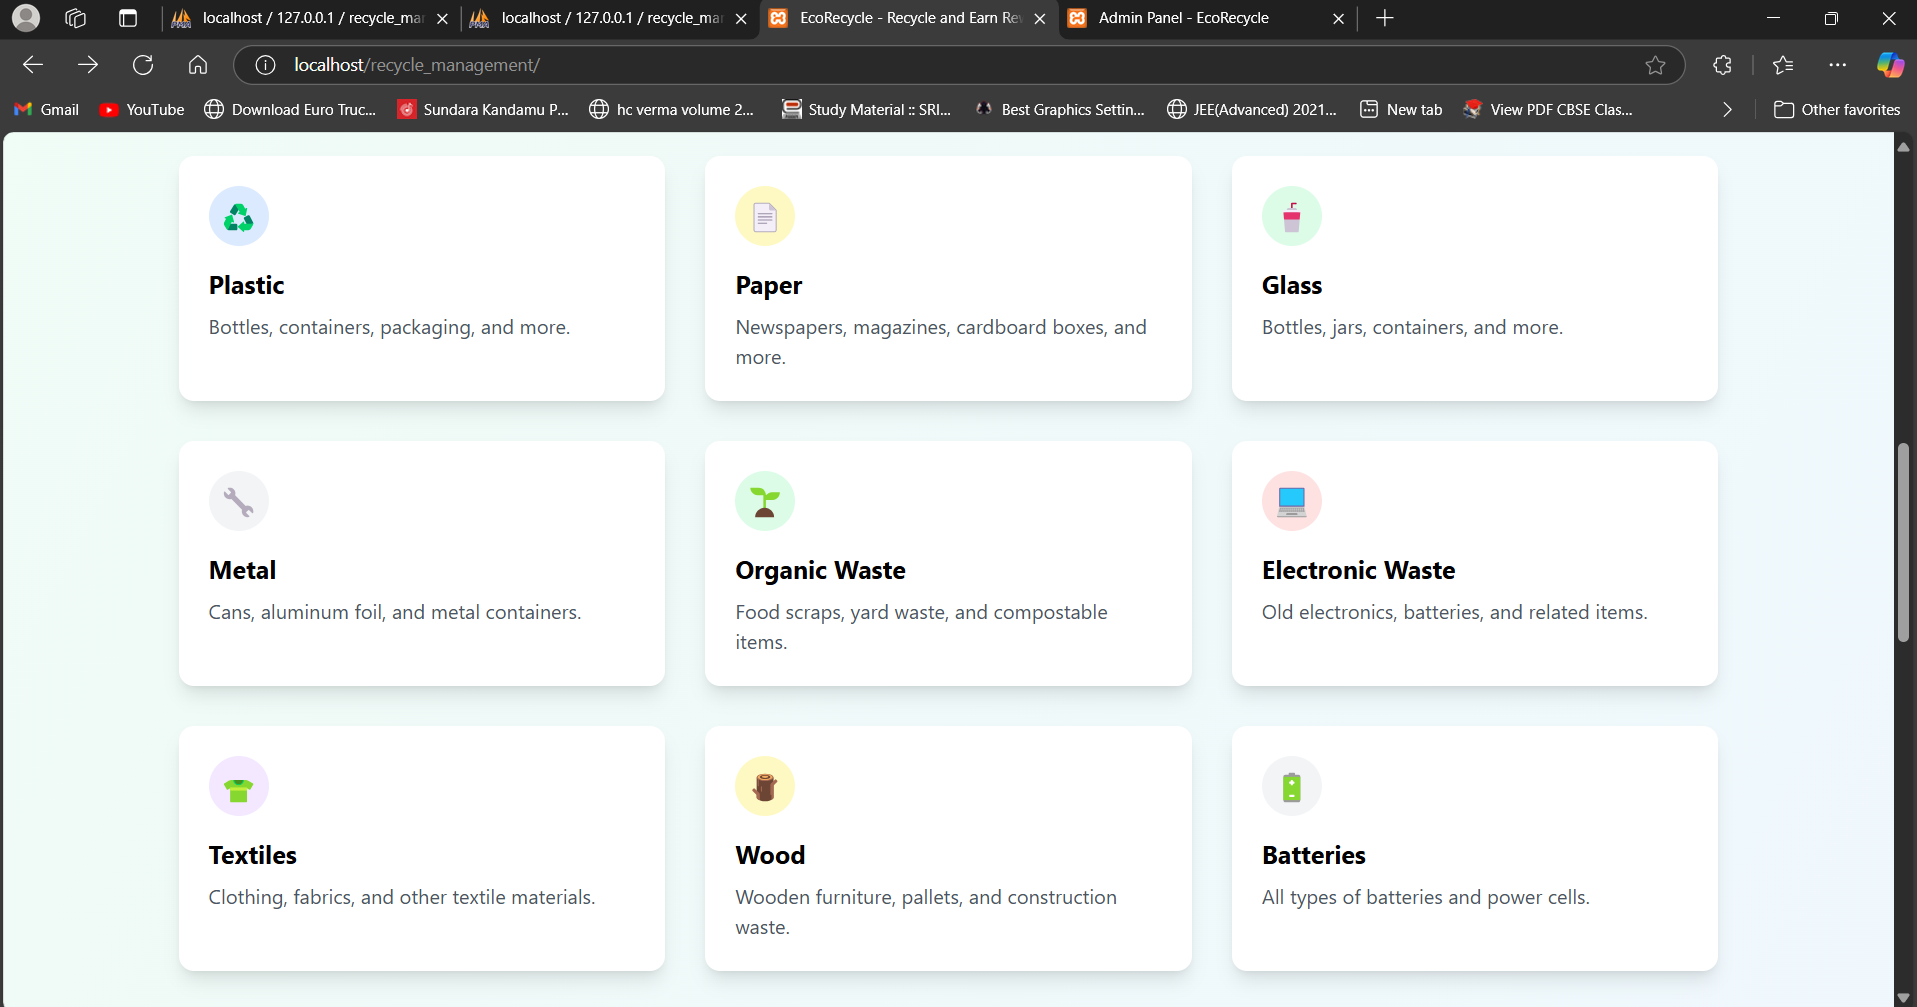 localhost / 127.0.0.1 / recycle_mar
localhost / 127.0.0.1 / recycle_mar
EcoRecycle - Recycle and Earn Re
Admin Panel - EcoRecycle
localhost/recycle_management/
Gmail
YouTube
Download Euro Truc...
Sundara Kandamu P...
hc verma volume 2...
Study Material :: SRI...
Best Graphics Settin...
JEE(Advanced) 2021...
New tab
View PDF CBSE Clas...
Other favorites
Plastic
Bottles, containers, packaging, and more.
Paper
Newspapers, magazines, cardboard boxes, and
more.
Glass
Bottles, jars, containers, and more.
Metal
Cans, aluminum foil, and metal containers.
Organic Waste
Food scraps, yard waste, and compostable
items.
Electronic Waste
Old electronics, batteries, and related items.
Textiles
Clothing, fabrics, and other textile materials.
Wood
Wooden furniture, pallets, and construction
waste.
Batteries
All types of batteries and power cells.